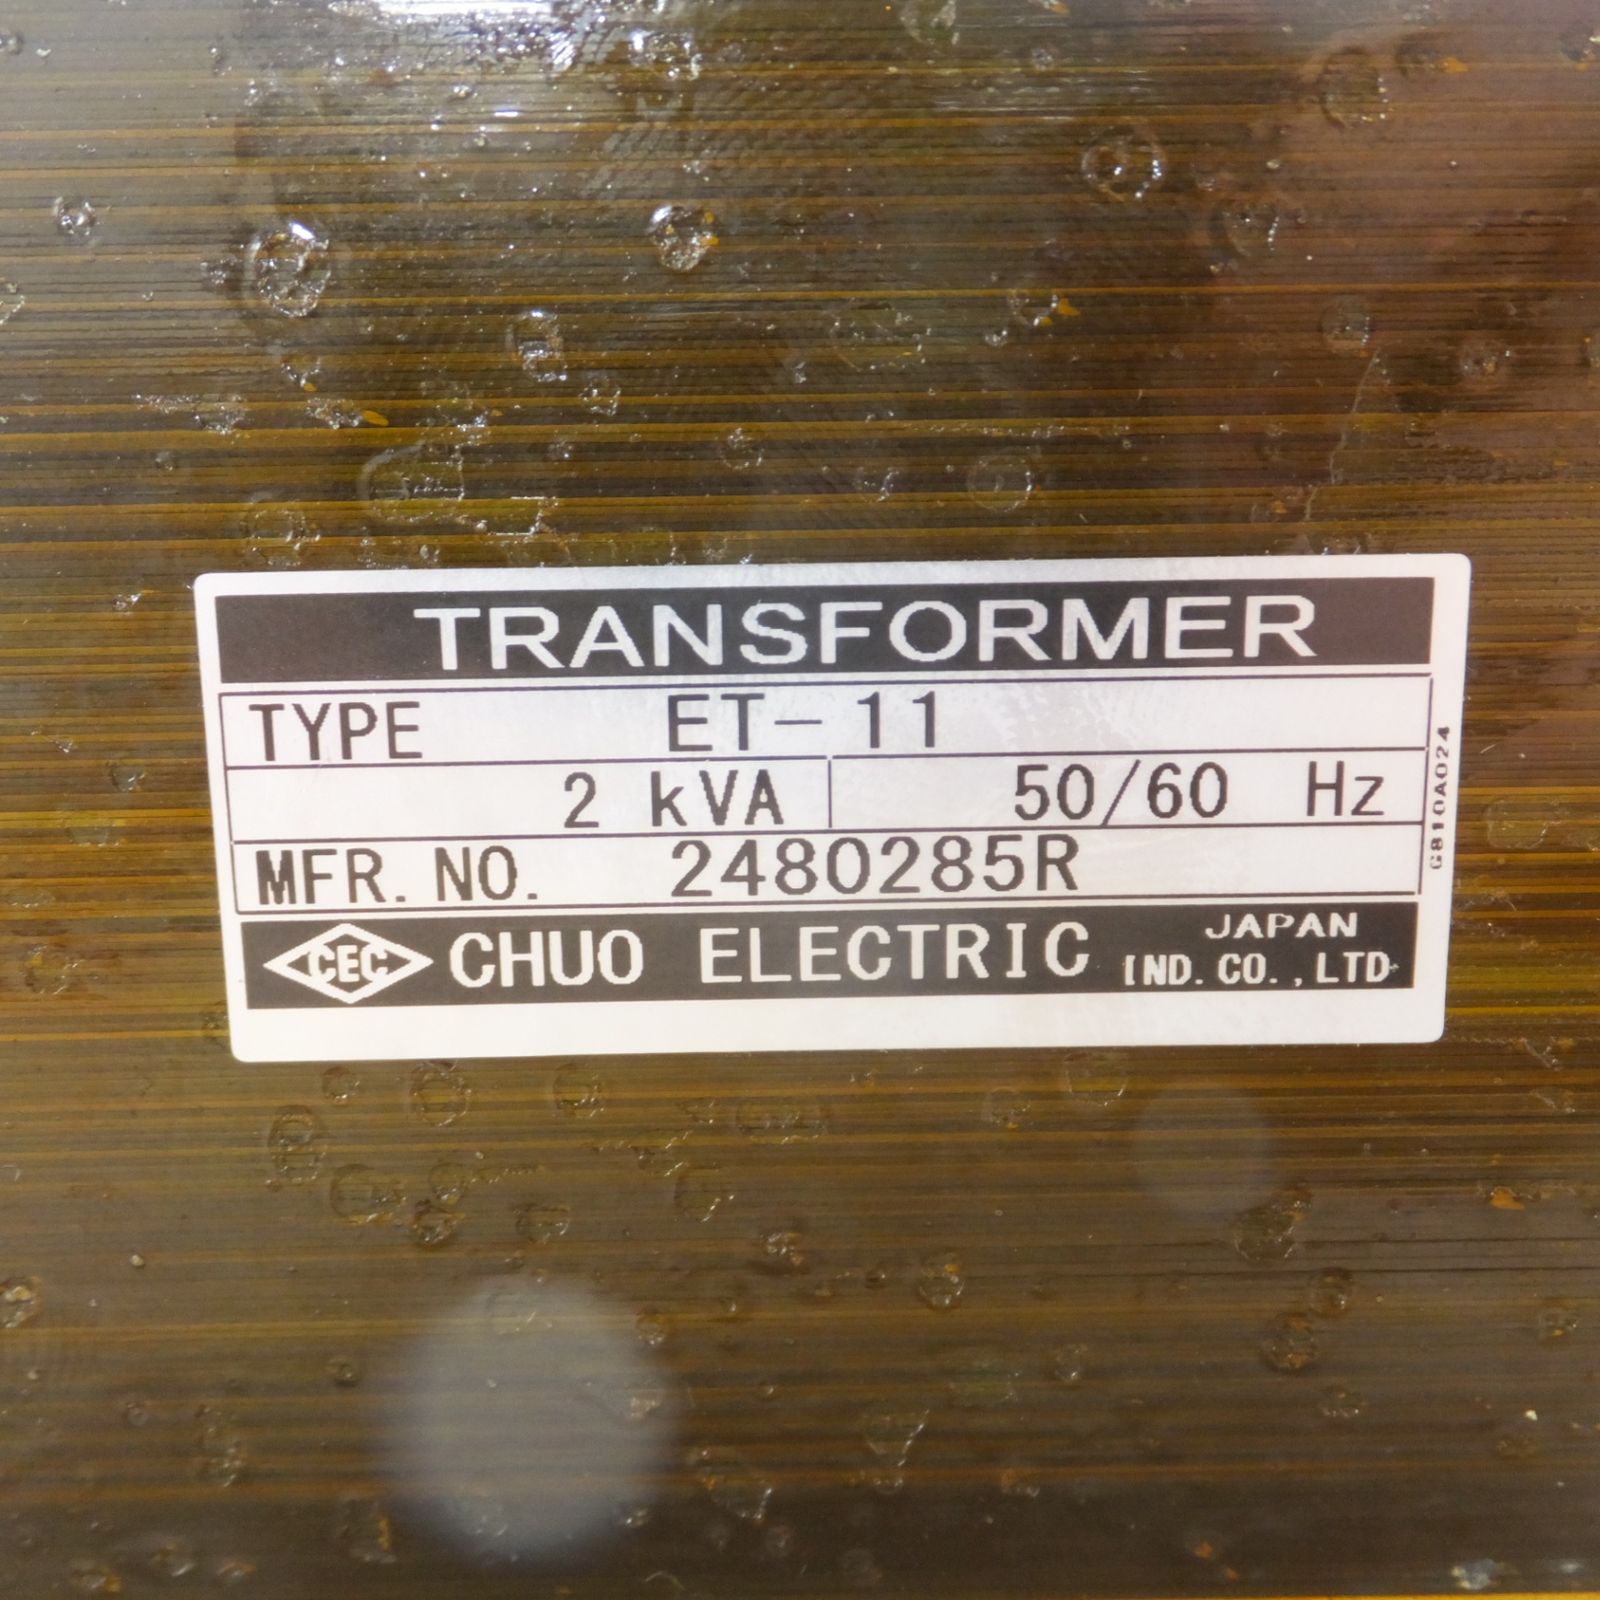 TRANSFORMER
TYPE ET-11
2 kVA 50/60 Hz
MFR. NO. 2480285R
CEC CHUO ELECTRIC JAPAN
IND. CO., LTD.
G810A024